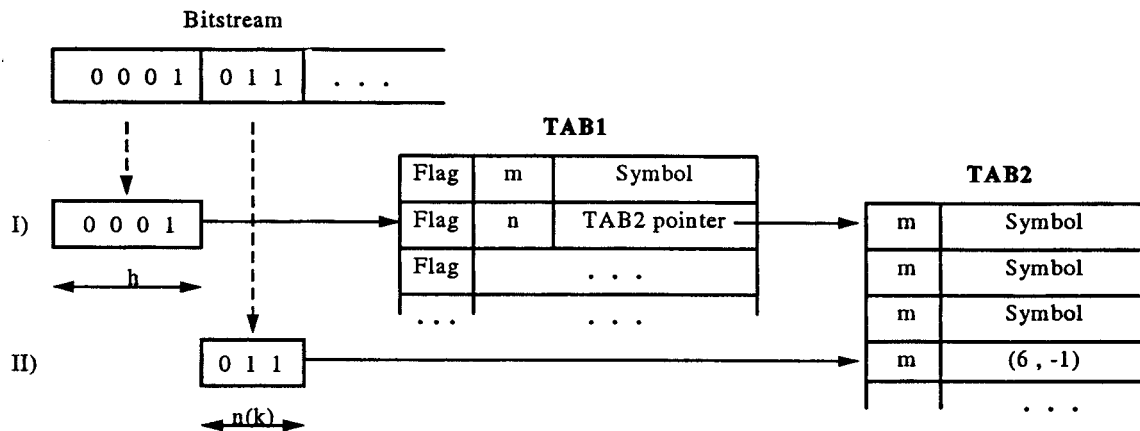 Bitstream
0 0 0 1 0 1 1 . . .
TAB1
Flag m Symbol
TAB2
I) 0 0 0 1 Flag n TAB2 pointer m Symbol
h Flag . . . m Symbol
. . . . . . m Symbol
II) 0 1 1 m (6 , -1)
n(k) . . .